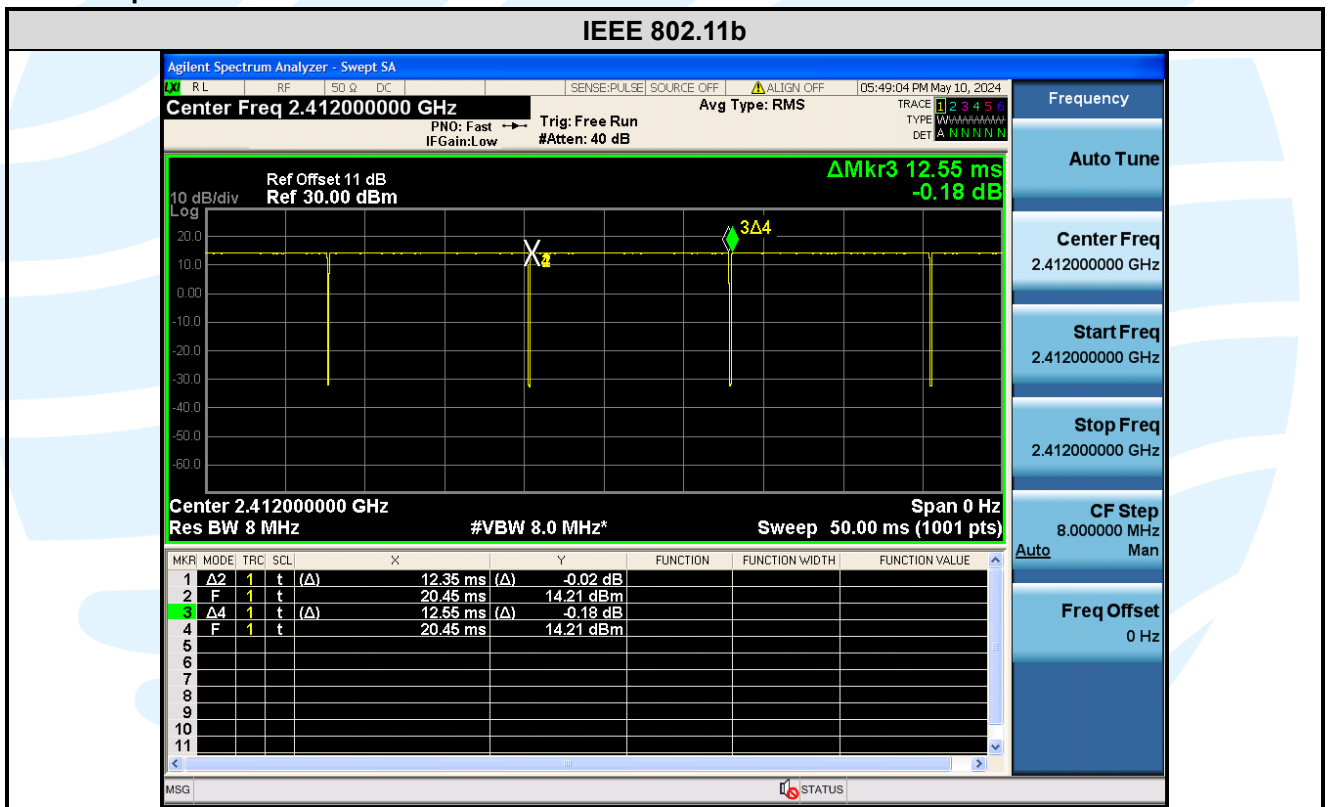 IEEE 802.11b
Agilent Spectrum Analyzer - Swept SA
LXI RL RF 50 Ω DC SENSE:PULSE SOURCE OFF ALIGN OFF 05:49:04 PM May 10, 2024
Center Freq 2.412000000 GHz
PNO: Fast
IFGain:Low
Trig: Free Run
#Atten: 40 dB
Avg Type: RMS
TRACE 1 2 3 4 5 6
TYPE WWWWWW
DET A N N N N N
Frequency
ΔMkr3 12.55 ms
-0.18 dB
10 dB/div
Log
Ref Offset 11 dB
Ref 30.00 dBm
20.0
10.0
0.00
-10.0
-20.0
-30.0
-40.0
-50.0
-60.0
X
2
3Δ4
Center 2.412000000 GHz
Span 0 Hz
Res BW 8 MHz
#VBW 8.0 MHz*
Sweep 50.00 ms (1001 pts)
MKR MODE TRC SCL X Y FUNCTION FUNCTION WIDTH FUNCTION VALUE
1 Δ2 1 t (Δ) 12.35 ms (Δ) -0.02 dB
2 F 1 t 20.45 ms 14.21 dBm
3 Δ4 1 t (Δ) 12.55 ms (Δ) -0.18 dB
4 F 1 t 20.45 ms 14.21 dBm
5
6
7
8
9
10
11
Auto Tune
Center Freq
2.412000000 GHz
Start Freq
2.412000000 GHz
Stop Freq
2.412000000 GHz
CF Step
8.000000 MHz
Auto Man
Freq Offset
0 Hz
MSG
STATUS